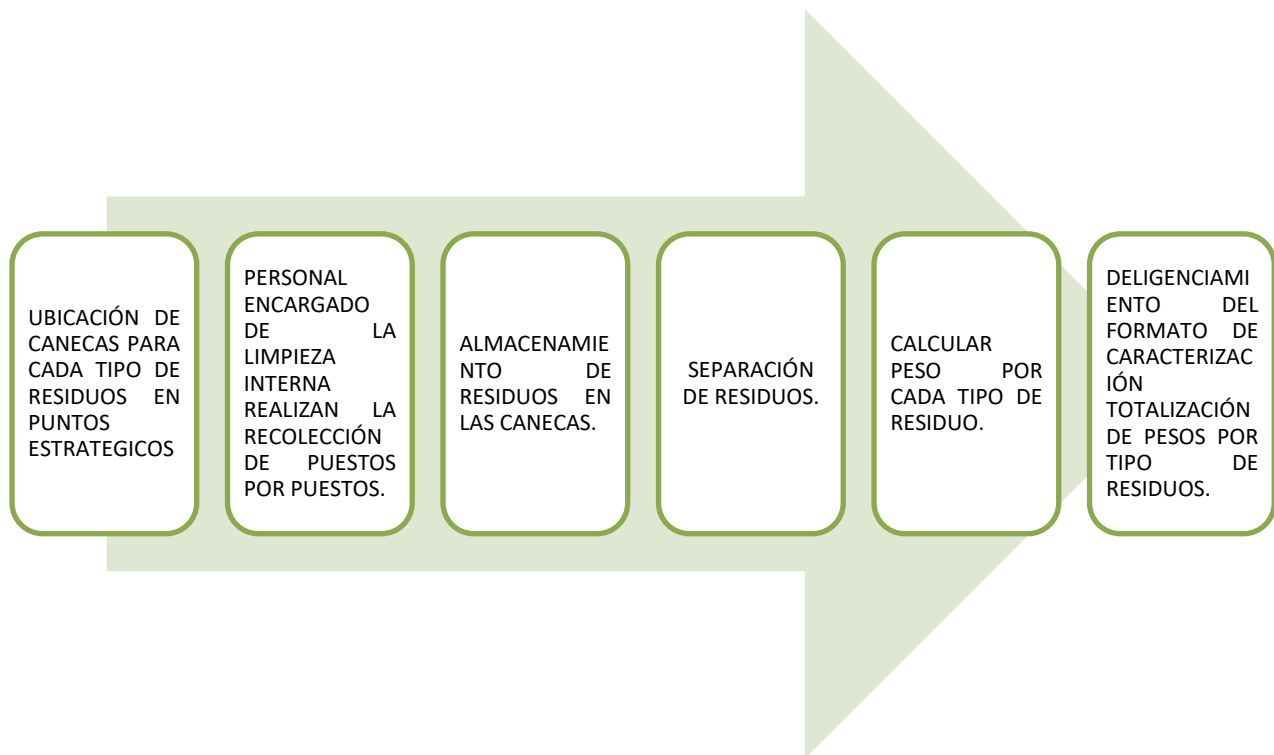 UBICACIÓN DE
CANECAS PARA
CADA TIPO DE
RESIDUOS EN
PUNTOS
ESTRATEGICOS
PERSONAL
ENCARGADO
DE LA
LIMPIEZA
INTERNA
REALIZAN LA
RECOLECCIÓN
DE PUESTOS
POR PUESTOS.
ALMACENAMIE
NTO DE
RESIDUOS EN
LAS CANECAS.
SEPARACIÓN
DE RESIDUOS.
CALCULAR
PESO POR
CADA TIPO DE
RESIDUO.
DELIGENCIAMI
ENTO DEL
FORMATO DE
CARACTERIZAC
IÓN
TOTALIZACIÓN
DE PESOS POR
TIPO DE
RESIDUOS.